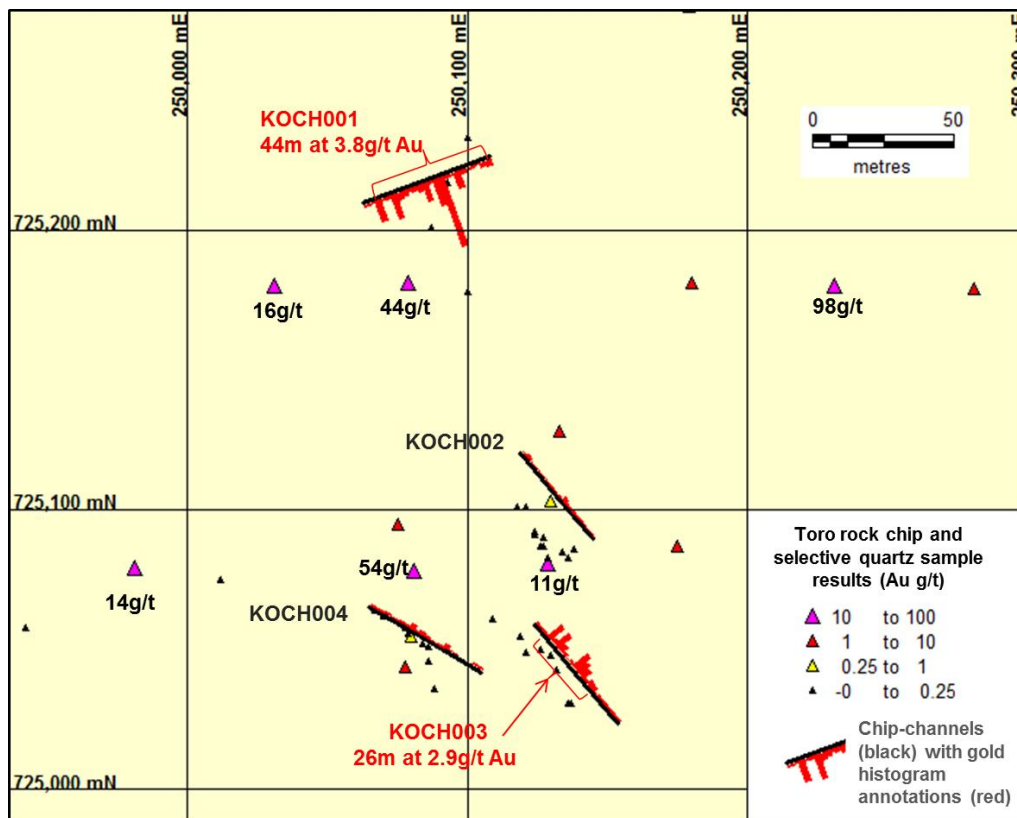 250,000 mE
250,100 mE
250,200 mE
KOCH001
44m at 3.8g/t Au
0 50
metres
725,200 mN
16g/t
44g/t
98g/t
KOCH002
725,100 mN
54g/t
11g/t
14g/t
KOCH004
KOCH003
26m at 2.9g/t Au
725,000 mN
Toro rock chip and
selective quartz sample
results (Au g/t)
10 to 100
1 to 10
0.25 to 1
-0 to 0.25
Chip-channels
(black) with gold
histogram
annotations (red)